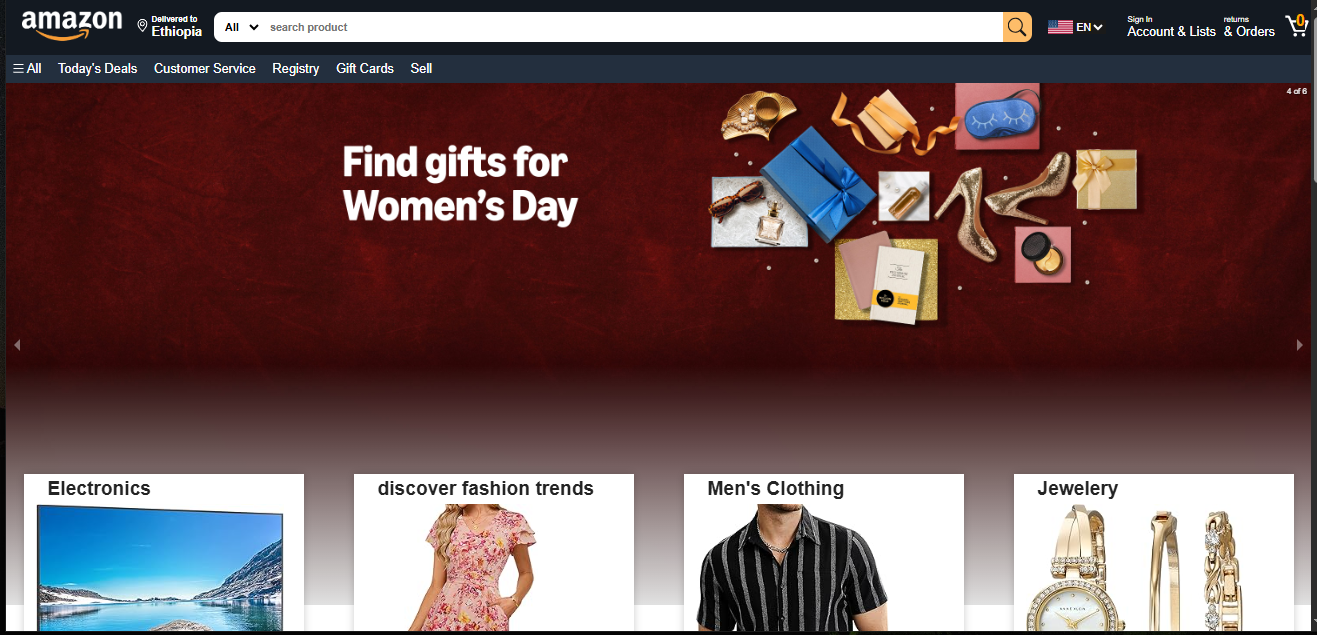 amazon
Delivered to
Ethiopia
All
search product
EN
Sign In
Account & Lists
returns
& Orders
0
All
Today's Deals
Customer Service
Registry
Gift Cards
Sell
4 of 6
Find gifts for
Women's Day
Electronics
discover fashion trends
Men's Clothing
Jewelery
ANNE KLEIN